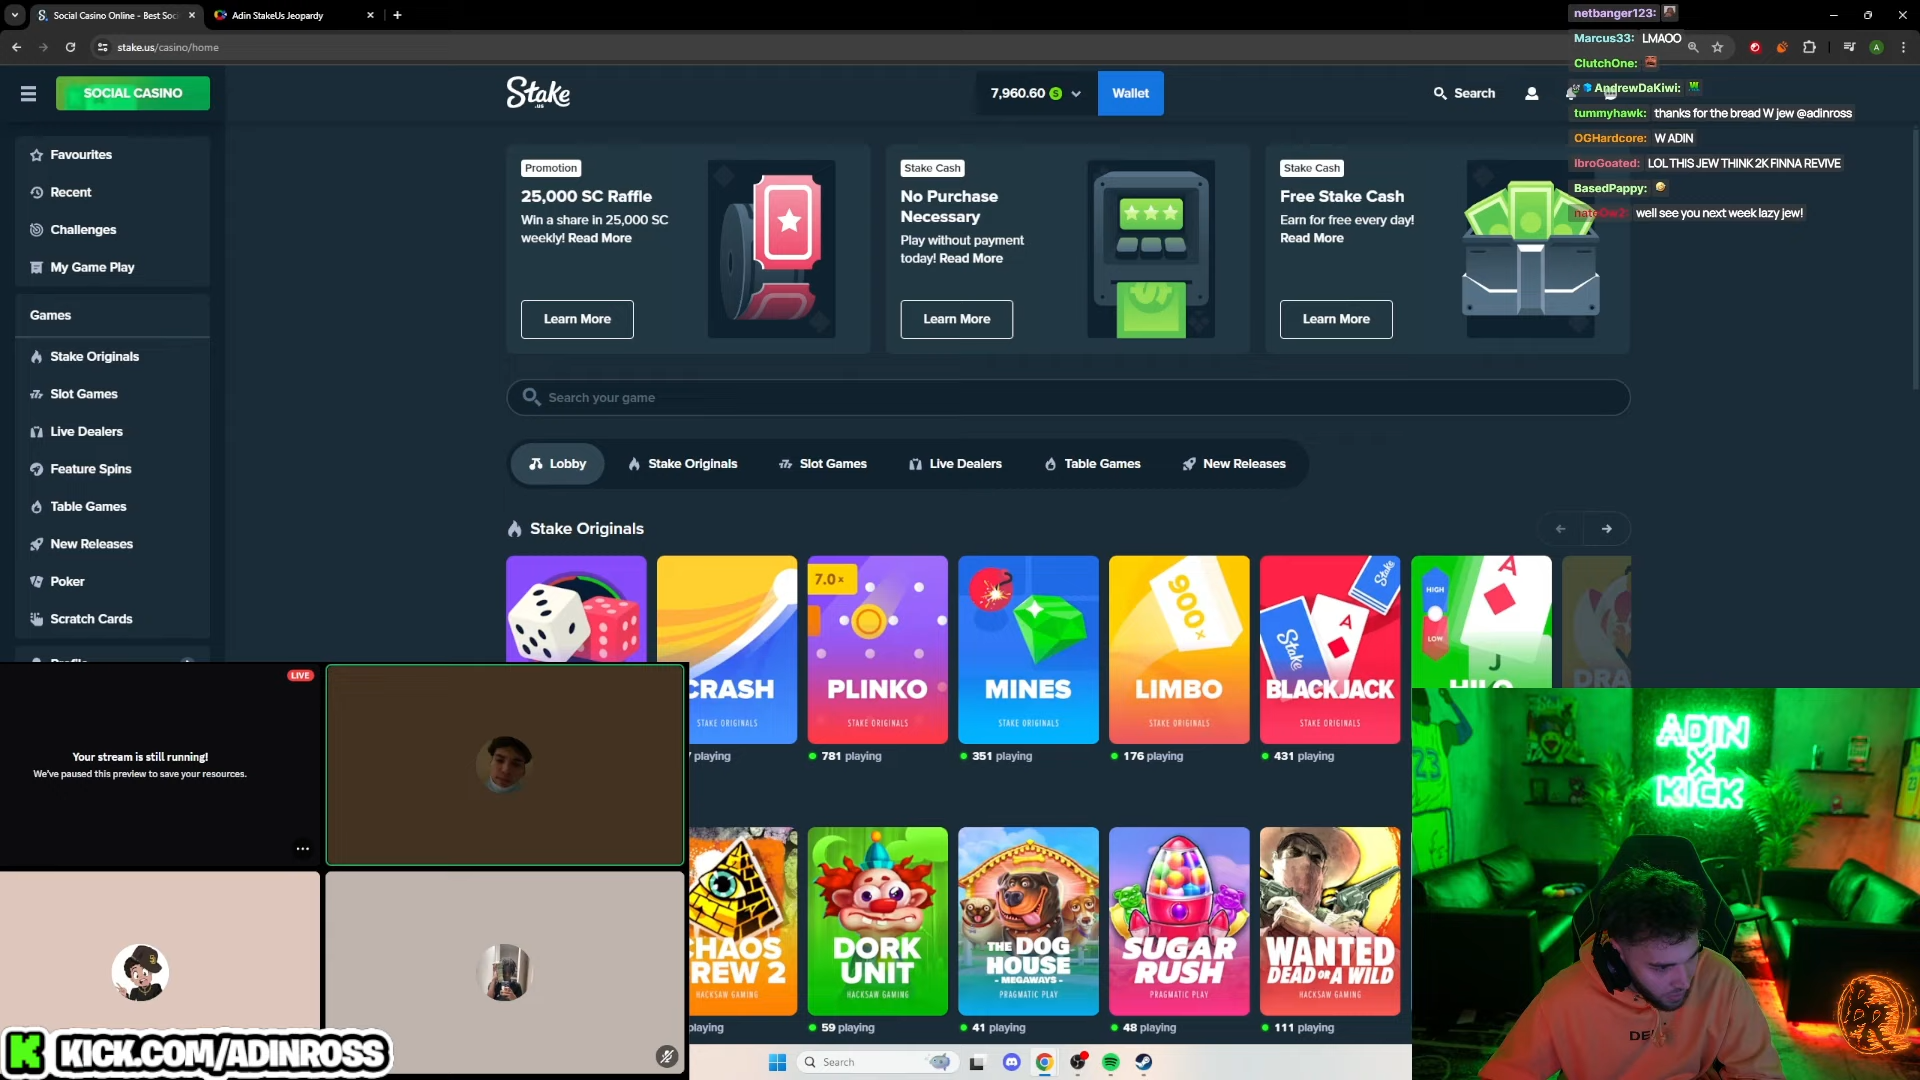 Social Casino Online - Best Soc
Adin StakeUs Jeopardy
stake.us/casino/home
netbanger123:
Marcus33: LMAOO
ClutchOne:
AndrewDaKiwi:
tummyhawk: thanks for the bread W jew @adinross
OGHardcore: W ADIN
IbroGoated: LOL THIS JEW THINK 2K FINNA REVIVE
BasedPappy:
well see you next week lazy jew!
SOCIAL CASINO
Stake
.us
7,960.60
Wallet
Search
Favourites
Recent
Challenges
My Game Play
Games
Stake Originals
Slot Games
Live Dealers
Feature Spins
Table Games
New Releases
Poker
Scratch Cards
Profile
Promotion
25,000 SC Raffle
Win a share in 25,000 SC
weekly! Read More
Learn More
Stake Cash
No Purchase
Necessary
Play without payment
today! Read More
Learn More
Stake Cash
Free Stake Cash
Earn for free every day!
Read More
Learn More
Search your game
Lobby
Stake Originals
Slot Games
Live Dealers
Table Games
New Releases
Stake Originals
CRASH
STAKE ORIGINALS
playing
7.0x
PLINKO
STAKE ORIGINALS
781 playing
MINES
STAKE ORIGINALS
351 playing
900x
LIMBO
STAKE ORIGINALS
176 playing
Stake
Stake
A
BLACKJACK
STAKE ORIGINALS
431 playing
HIGH
LOW
A
J
HILO
DRA
CHAOS
CREW 2
HACKSAW GAMING
playing
DORK
UNIT
HACKSAW GAMING
59 playing
THE DOG
HOUSE
- MEGAWAYS -
PRAGMATIC PLAY
41 playing
SUGAR
RUSH
PRAGMATIC PLAY
48 playing
WANTED
DEAD OR A WILD
HACKSAW GAMING
111 playing
LIVE
Your stream is still running!
We've paused this preview to save your resources.
K KICK.COM/ADINROSS
Search
23
ADIN
X
KICK